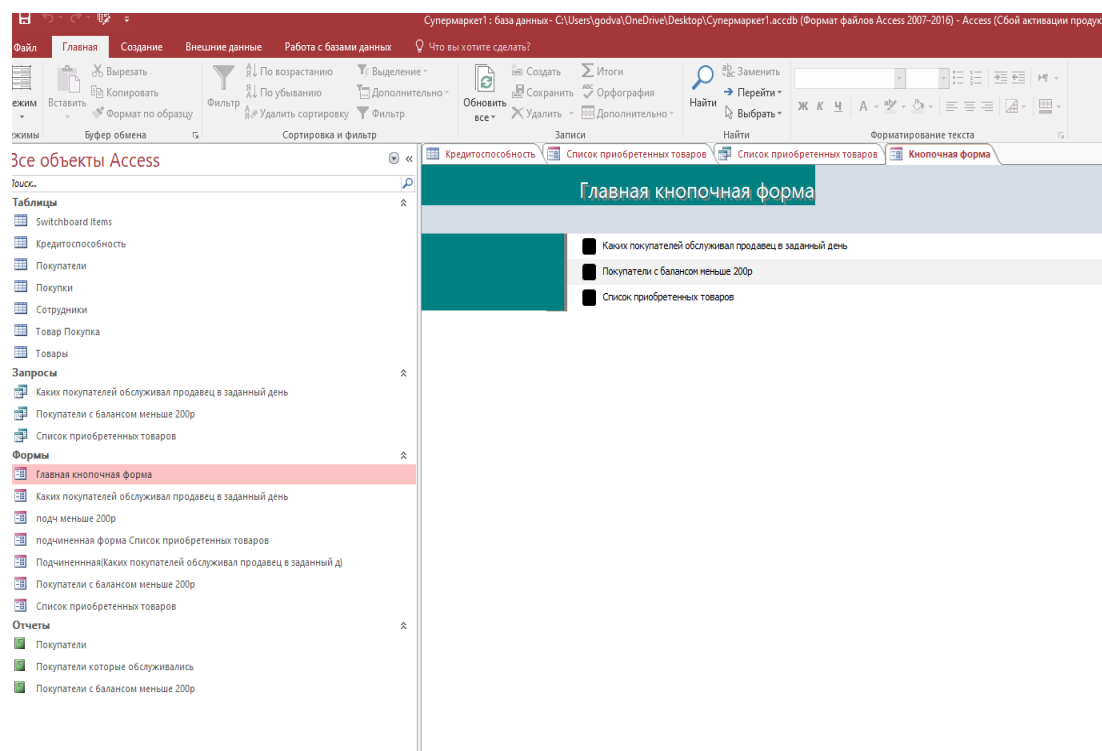 Супермаркет1 : база данных- C:\Users\godva\OneDrive\Desktop\Супермаркет1.accdb (Формат файлов Access 2007–2016) - Access (Сбой активации продук
Файл Главная Создание Внешние данные Работа с базами данных Что вы хотите сделать?
Вырезать
Копировать
Формат по образцу
Вставить
ежим
Буфер обмена
ежимы
Фильтр
По возрастанию
По убыванию
Удалить сортировку
Выделение
Дополнительно
Фильтр
Сортировка и фильтр
Обновить
все
Создать
Сохранить
Удалить
Итоги
Орфография
Дополнительно
Записи
Найти
Заменить
Перейти
Выбрать
Найти
Ж К Ч А
Форматирование текста
Все объекты Access
Поиск...
Таблицы
Switchboard Items
Кредитоспособность
Покупатели
Покупки
Сотрудники
Товар Покупка
Товары
Запросы
Каких покупателей обслуживал продавец в заданный день
Покупатели с балансом меньше 200р
Список приобретенных товаров
Формы
Главная кнопочная форма
Каких покупателей обслуживал продавец в заданный день
подч меньше 200р
подчиненная форма Список приобретенных товаров
Подчиненнная(Каких покупателей обслуживал продавец в заданный д)
Покупатели с балансом меньше 200р
Список приобретенных товаров
Отчеты
Покупатели
Покупатели которые обслуживались
Покупатели с балансом меньше 200р
Кредитоспособность Список приобретенных товаров Список приобретенных товаров Кнопочная форма
Главная кнопочная форма
Каких покупателей обслуживал продавец в заданный день
Покупатели с балансом меньше 200р
Список приобретенных товаров